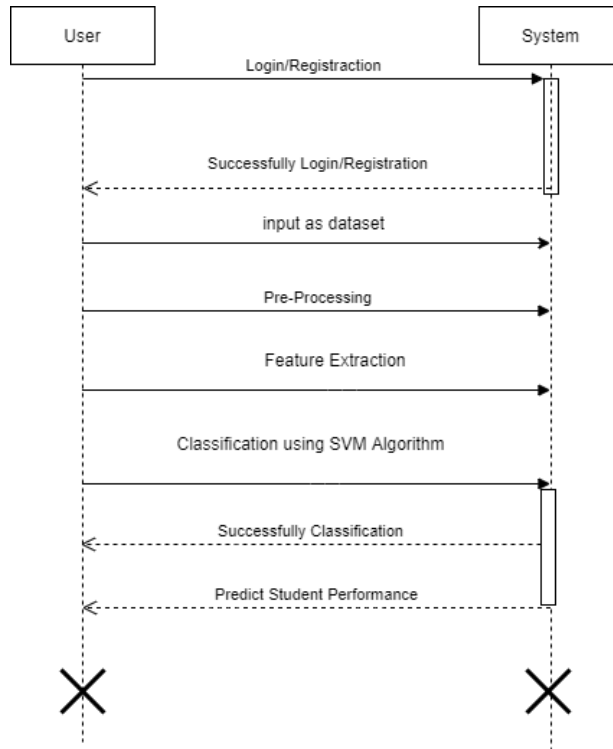 User
System
Login/Registraction
Successfully Login/Registration
input as dataset
Pre-Processing
Feature Extraction
Classification using SVM Algorithm
Successfully Classification
Predict Student Performance